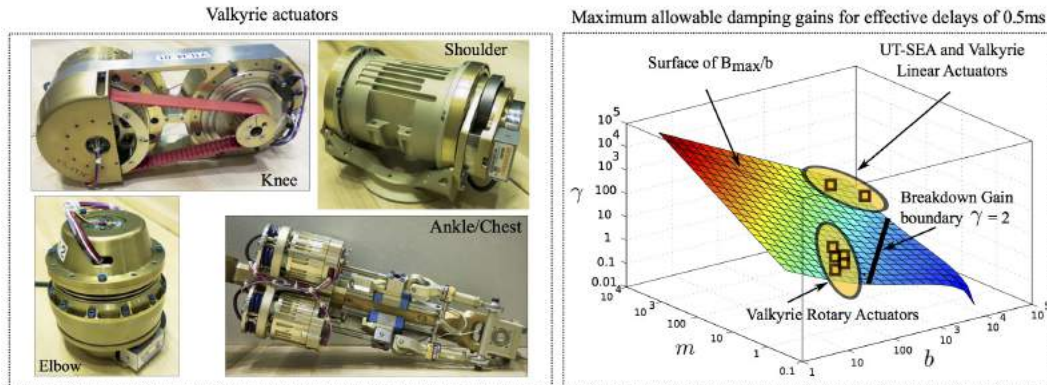 Valkyrie actuators
Shoulder
Knee
Elbow
Ankle/Chest
Maximum allowable damping gains for effective delays of 0.5ms
UT-SEA and Valkyrie
Linear Actuators
Surface of Bmax/b
Breakdown Gain
boundary γ = 2
Valkyrie Rotary Actuators
γ
10⁵
10⁴
10³
100
10
1
0.1
0.01
10⁴
10³
100
10
1
0.1
m
1
10
100
10³
10⁴
10⁵
b